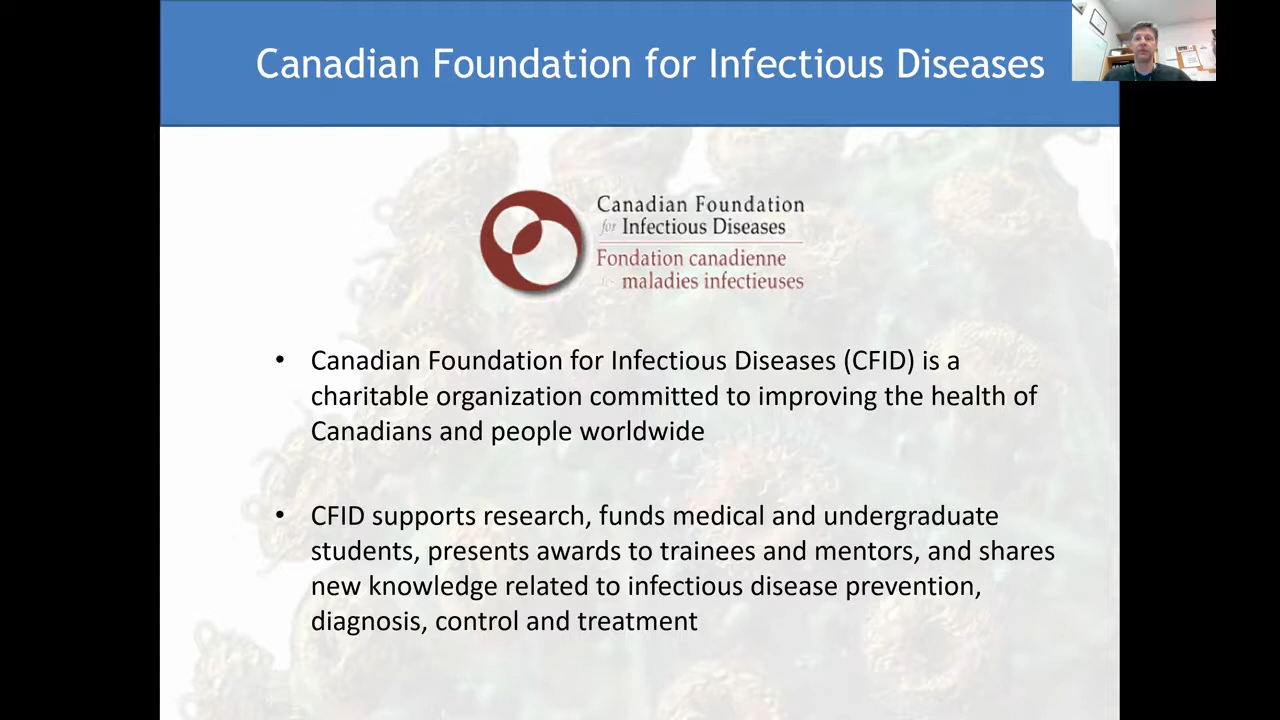 Canadian Foundation for Infectious Diseases
Canadian Foundation
for Infectious Diseases
Fondation canadienne
maladies infectieuses
• Canadian Foundation for Infectious Diseases (CFID) is a
charitable organization committed to improving the health of
Canadians and people worldwide
• CFID supports research, funds medical and undergraduate
students, presents awards to trainees and mentors, and shares
new knowledge related to infectious disease prevention,
diagnosis, control and treatment